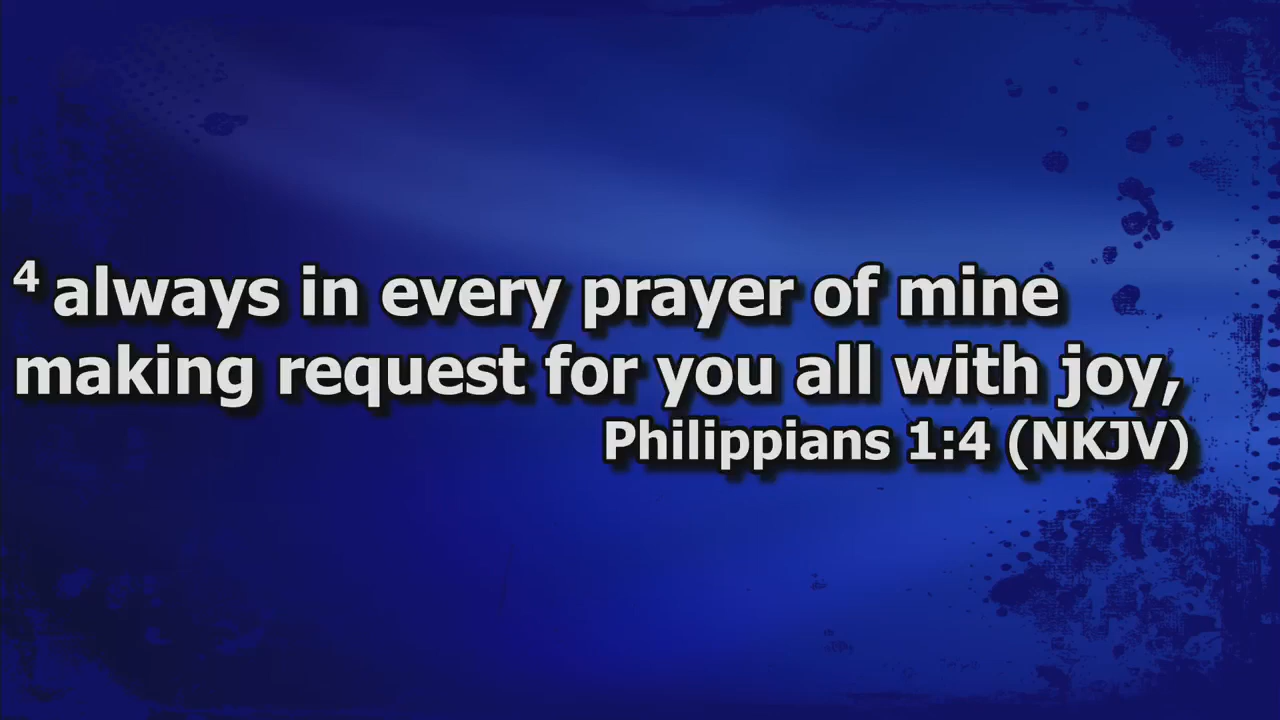 4 always in every prayer of mine
making request for you all with joy,
Philippians 1:4 (NKJV)